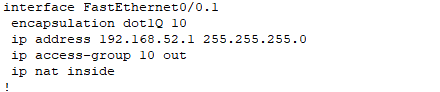 interface FastEthernet0/0.1
 encapsulation dot1Q 10
 ip address 192.168.52.1 255.255.255.0
 ip access-group 10 out
 ip nat inside
!